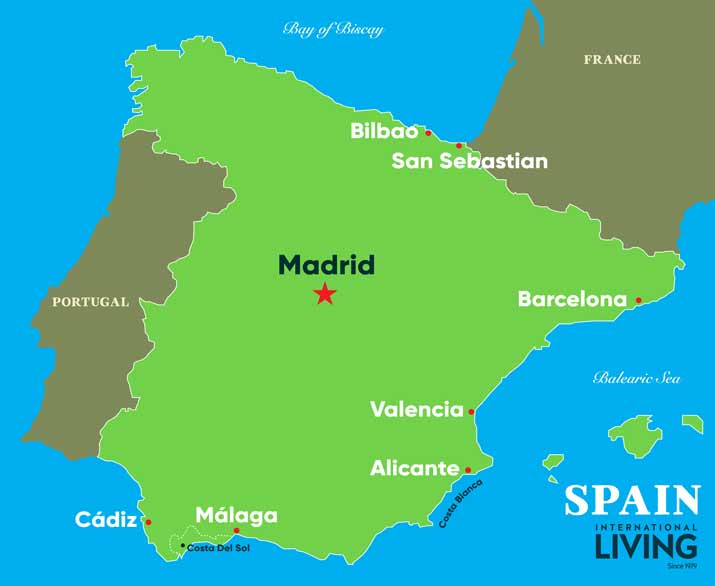 Bay of Biscay
FRANCE
Bilbao
San Sebastian
Madrid
PORTUGAL
Barcelona
Balearic Sea
Valencia
Alicante
Costa Blanca
SPAIN
Cádiz
Málaga
INTERNATIONAL
LIVING
Costa Del Sol
Since 1979